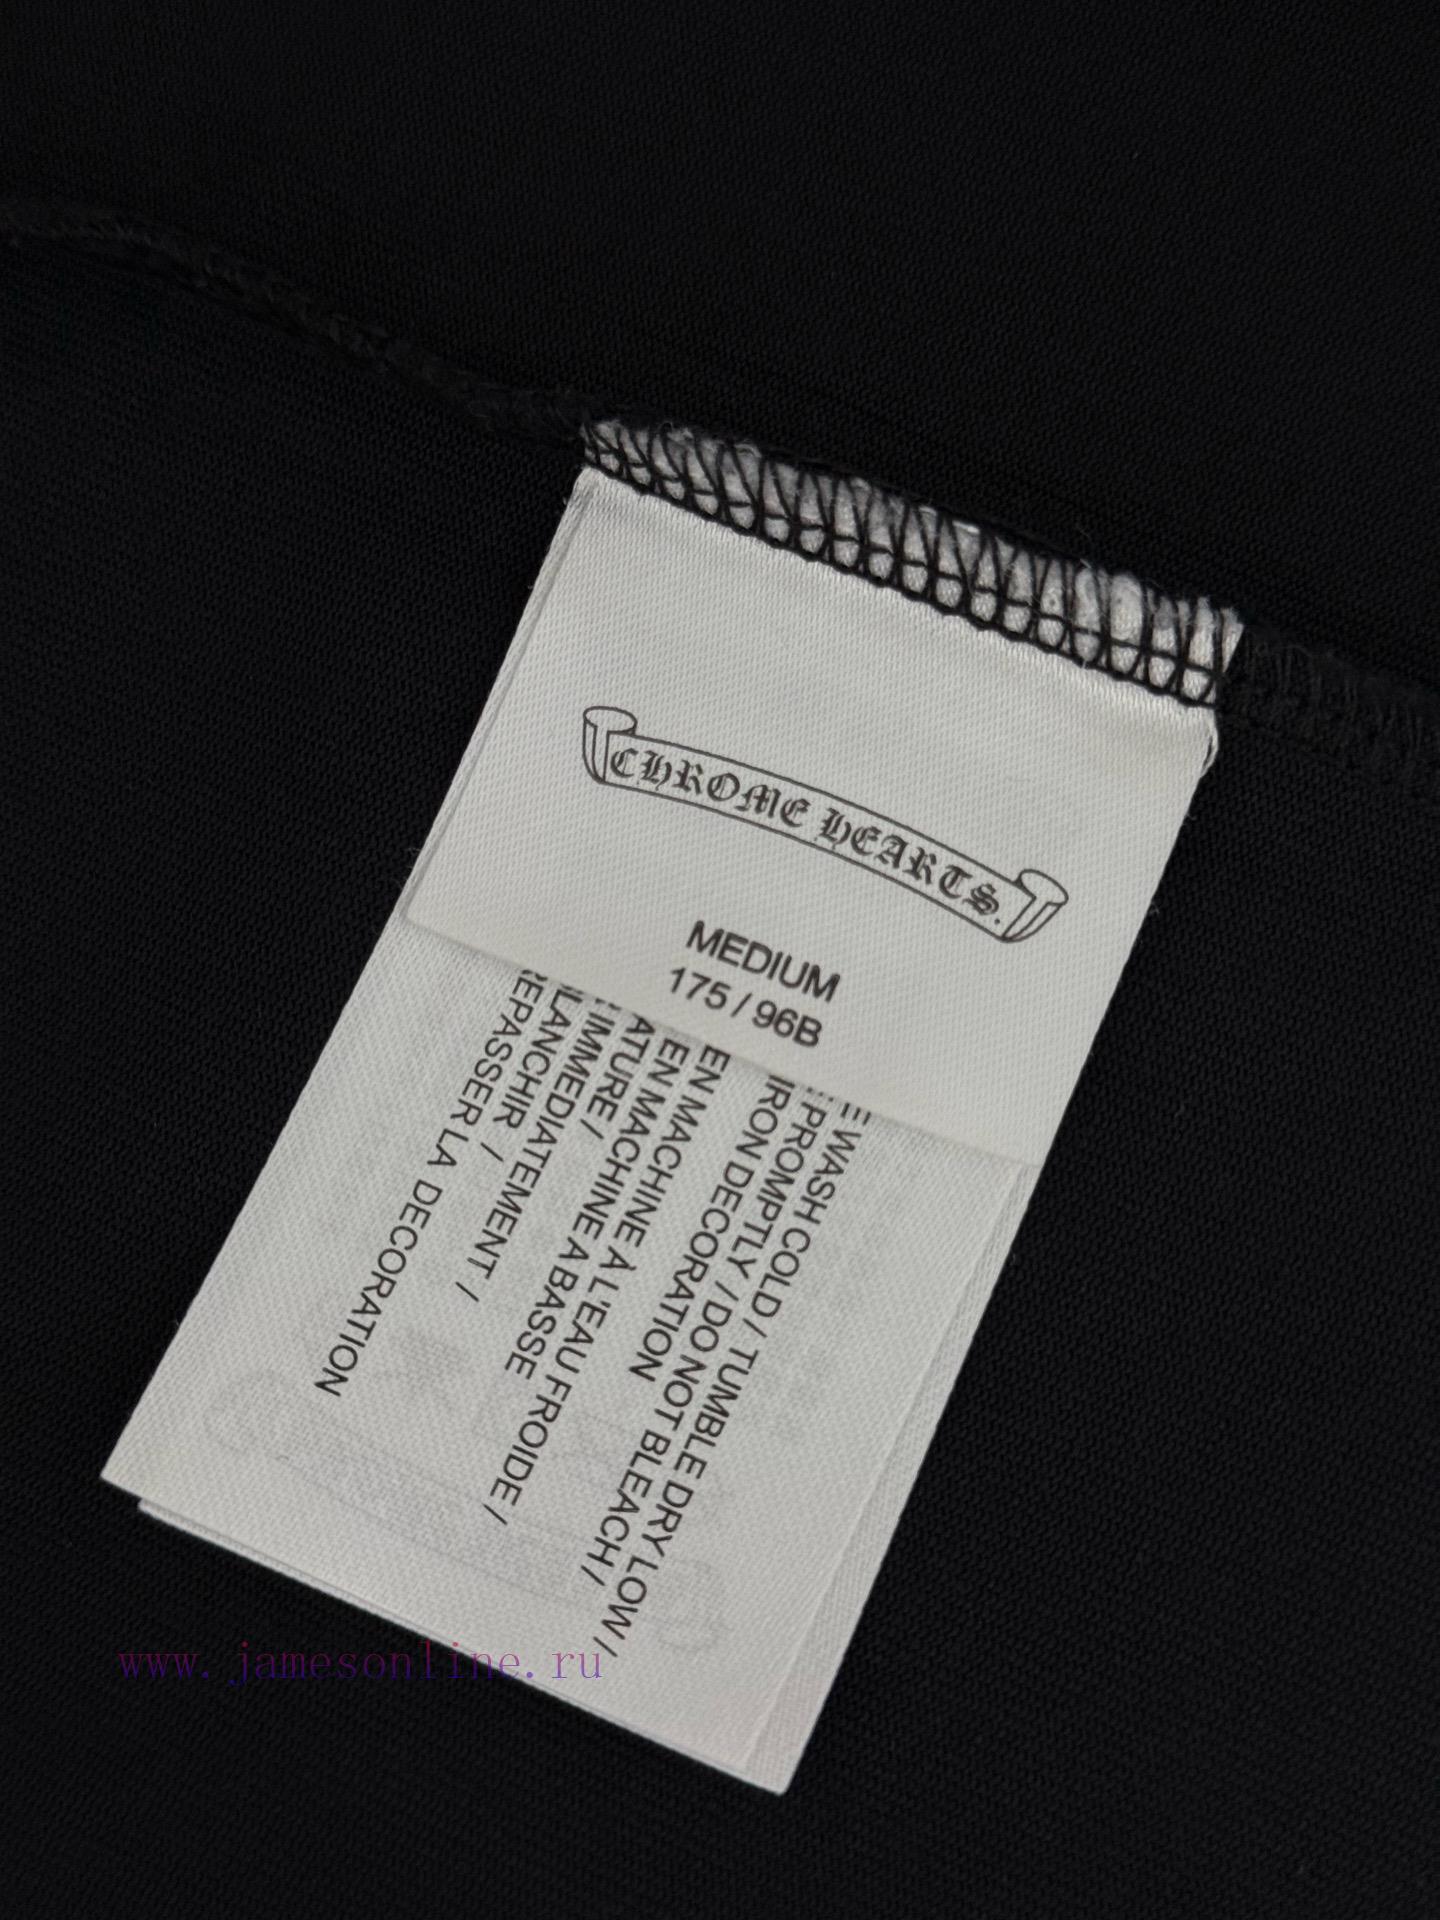 CHROME HEARTS.
MEDIUM
175 / 96B
WASH COLD / TUMBLE DRY LOW /
PROMPTLY / DO NOT BLEACH /
IRON DECORATION
EN MACHINE A L'EAU FROIDE /
EN MACHINE A BASSE
ATURE /
IMMEDIATEMENT /
LANCHIR /
REPASSER LA DECORATION
www.jamesonline.ru